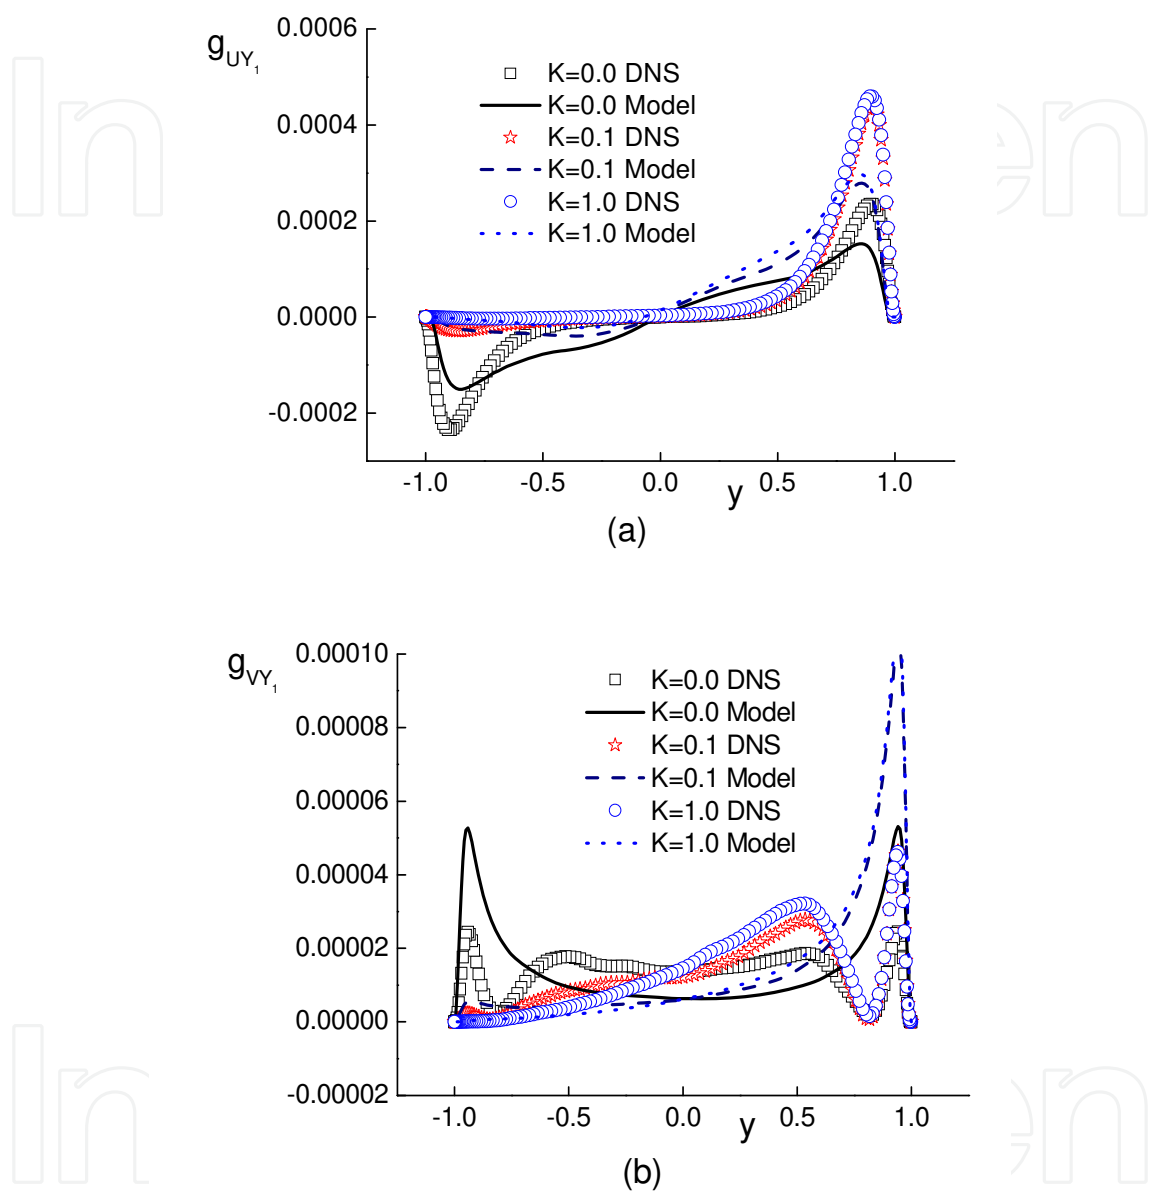 0.0006
g_UY₁
K=0.0 DNS
K=0.0 Model
0.0004
K=0.1 DNS
K=0.1 Model
K=1.0 DNS
0.0002
K=1.0 Model
0.0000
-0.0002
-1.0 -0.5 0.0 0.5 1.0
y
(a)
0.00010
g_VY₁
K=0.0 DNS
K=0.0 Model
0.00008
K=0.1 DNS
K=0.1 Model
0.00006
K=1.0 DNS
K=1.0 Model
0.00004
0.00002
0.00000
-0.00002
-1.0 -0.5 0.0 0.5 1.0
y
(b)
In en
In en